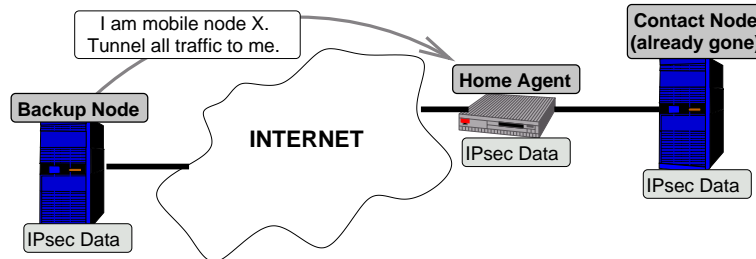 I am mobile node X.
Tunnel all traffic to me.
Contact Node
(already gone)
Home Agent
Backup Node
INTERNET
IPsec Data
IPsec Data
IPsec Data